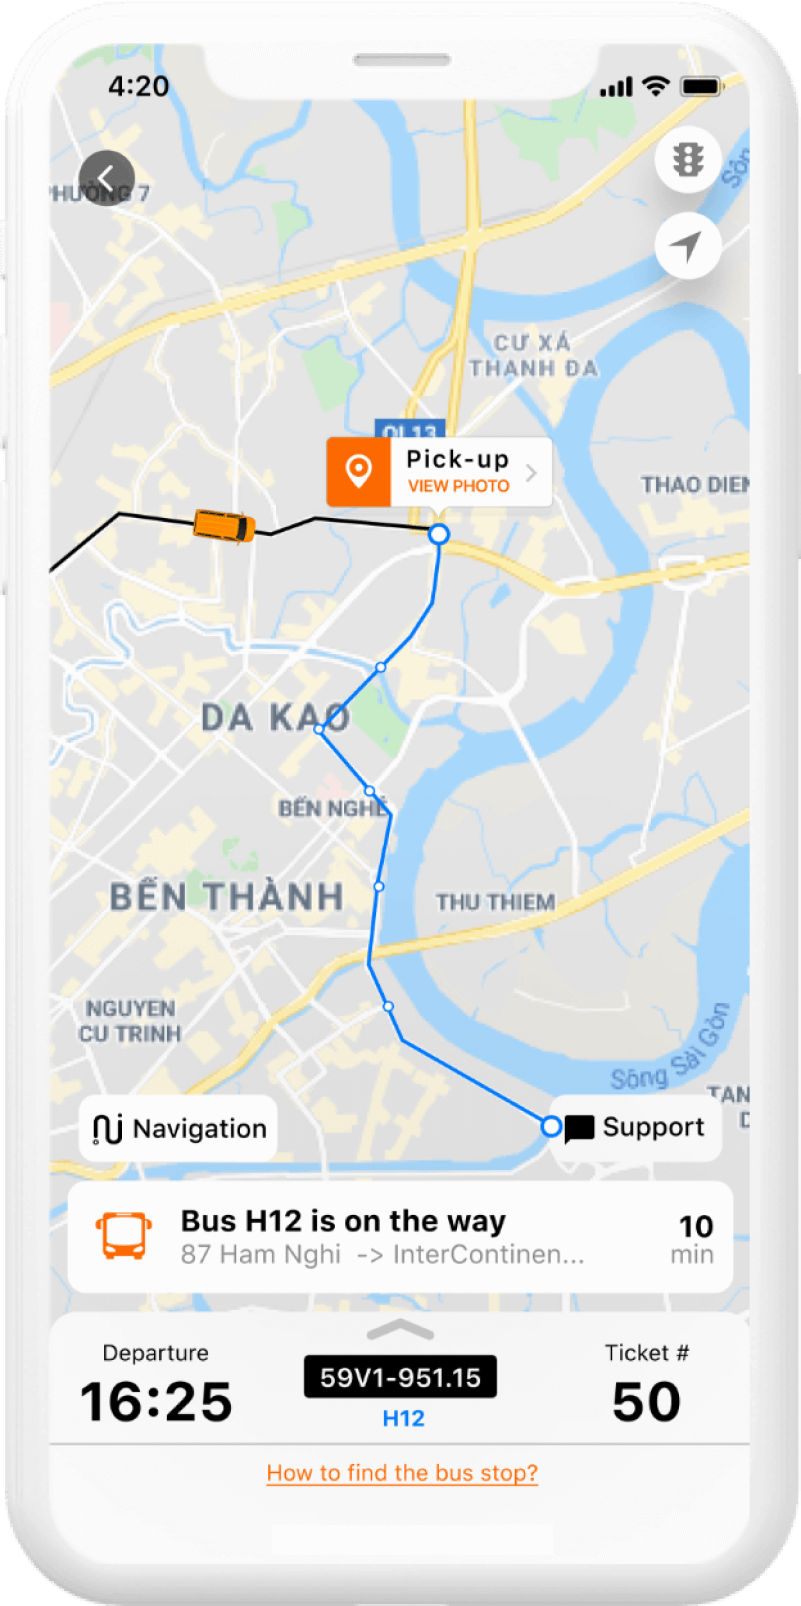 4:20
PHƯỜNG 7
Sông
CƯ XÁ
THANH ĐA
QL13
Pick-up
VIEW PHOTO
THAO DIEN
DA KAO
BẾN NGHÉ
BẾN THÀNH
THU THIEM
NGUYEN
CU TRINH
Sông Sài Gòn
TAN
Navigation
Support
Bus H12 is on the way
10
87 Ham Nghi -> InterContinen...
min
Departure
Ticket #
16:25
59V1-951.15
50
H12
How to find the bus stop?